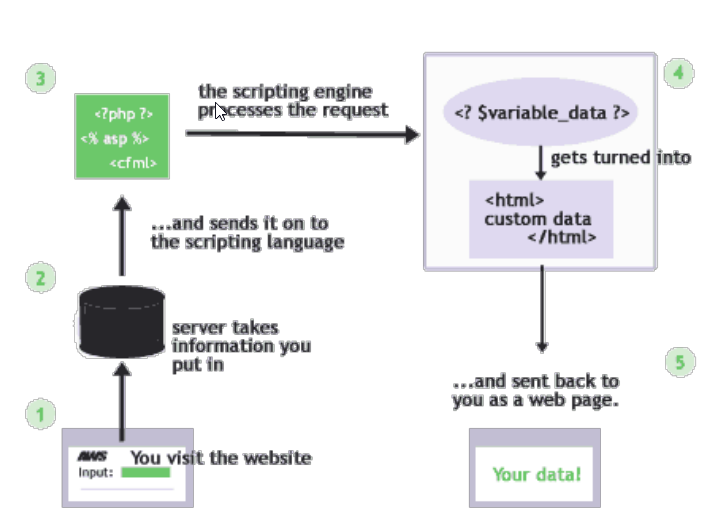 1
AWS
You visit the website
Input:
2
server takes
information you
put in
...and sends it on to
the scripting language
3
<?php ?>
<% asp %>
<cfml>
the scripting engine
processes the request
4
<? $variable_data ?>
gets turned into
<html>
custom data
</html>
5
...and sent back to
you as a web page.
Your data!